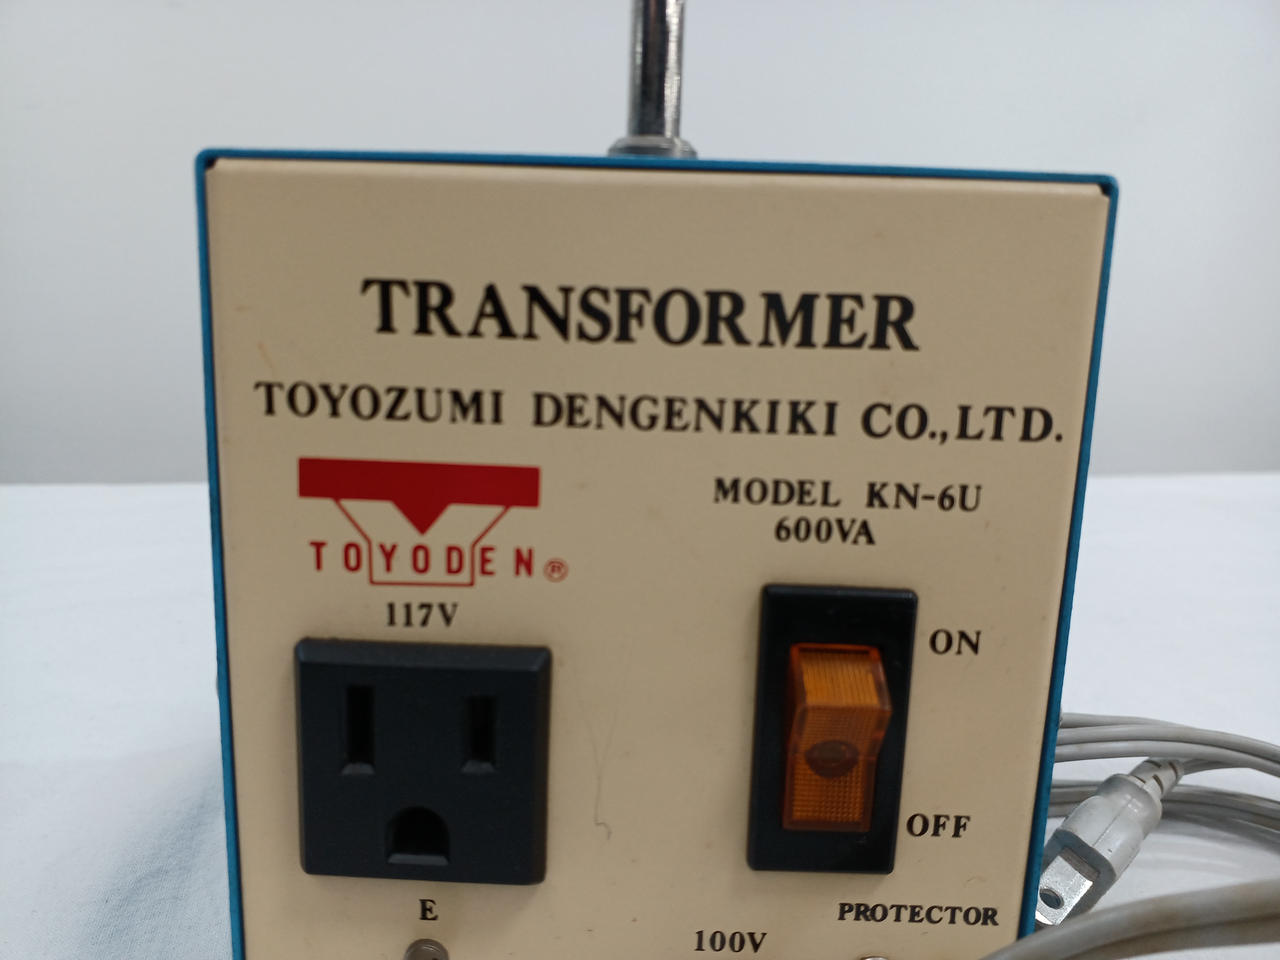 TRANSFORMER
TOYOZUMI DENGENKIKI CO.,LTD.
MODEL KN-6U
600VA
TOYODEN®
117V
ON
OFF
E
PROTECTOR
100V